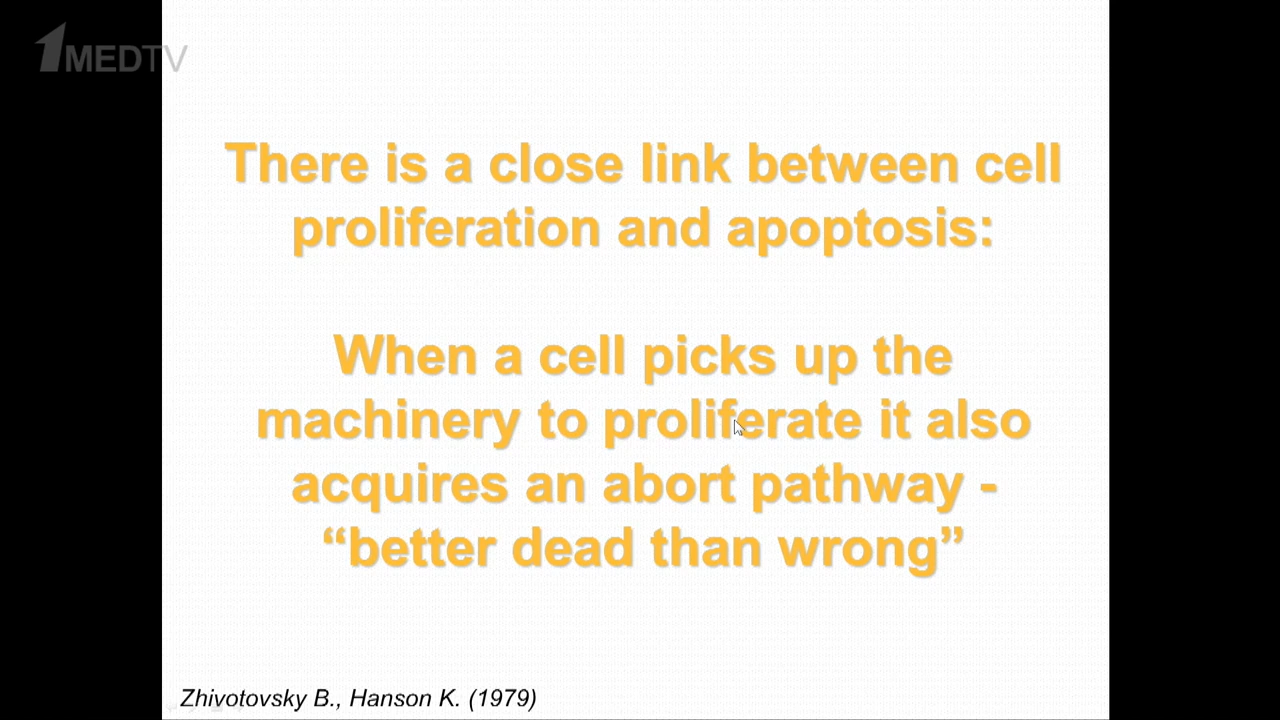 1MEDTV
There is a close link between cell
proliferation and apoptosis:
When a cell picks up the
machinery to proliferate it also
acquires an abort pathway -
“better dead than wrong”
Zhivotovsky B., Hanson K. (1979)